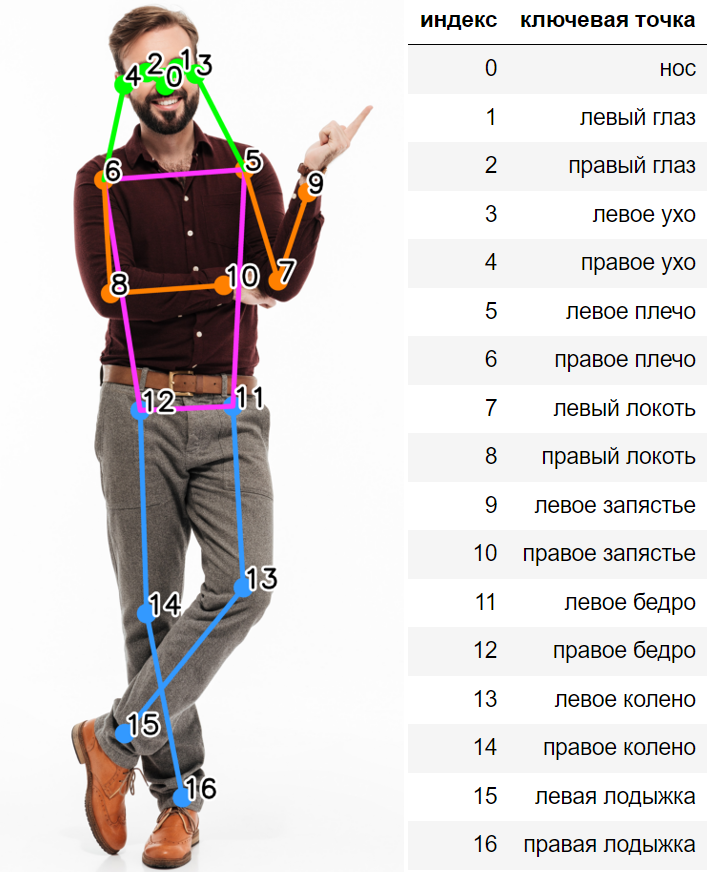 1
2
3
4
0
5
6
9
7
10
8
12
11
13
14
15
16
индекс ключевая точка
0 нос
1 левый глаз
2 правый глаз
3 левое ухо
4 правое ухо
5 левое плечо
6 правое плечо
7 левый локоть
8 правый локоть
9 левое запястье
10 правое запястье
11 левое бедро
12 правое бедро
13 левое колено
14 правое колено
15 левая лодыжка
16 правая лодыжка